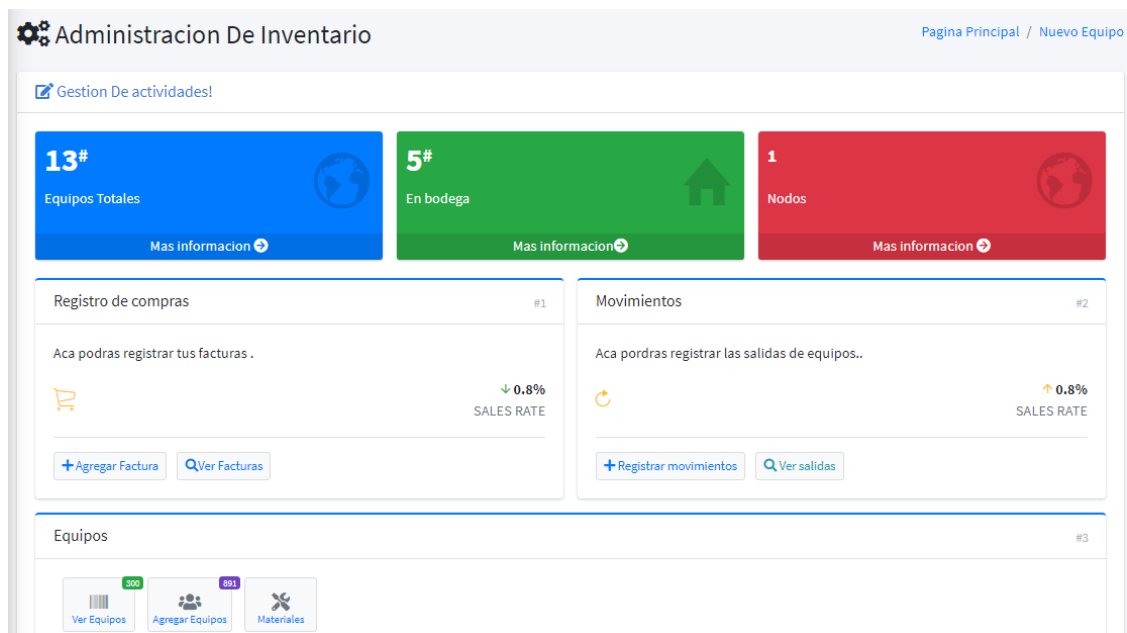 Administracion De Inventario
Pagina Principal / Nuevo Equipo
Gestion De actividades!
13#
Equipos Totales
Mas informacion
5#
En bodega
Mas informacion
1
Nodos
Mas informacion
Registro de compras
#1
Aca podras registrar tus facturas .
0.8%
SALES RATE
Agregar Factura
Ver Facturas
Movimientos
#2
Aca pordras registrar las salidas de equipos..
0.8%
SALES RATE
Registrar movimientos
Ver salidas
Equipos
#3
300
Ver Equipos
891
Agregar Equipos
Materiales